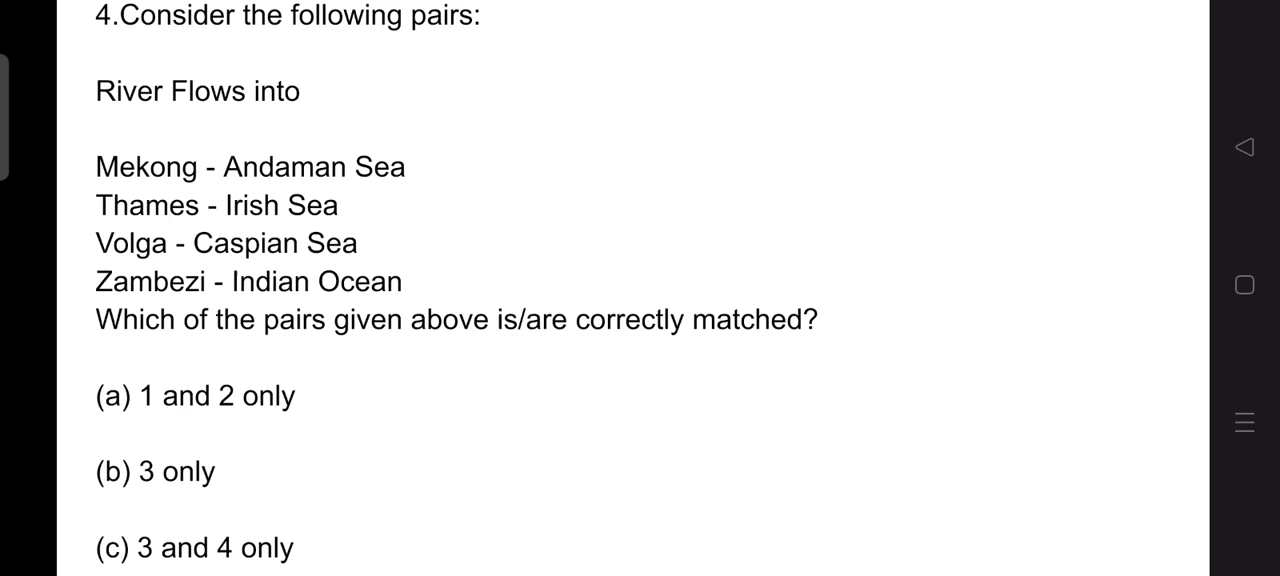 4.Consider the following pairs:
River Flows into
Mekong - Andaman Sea
Thames - Irish Sea
Volga - Caspian Sea
Zambezi - Indian Ocean
Which of the pairs given above is/are correctly matched?
(a) 1 and 2 only
(b) 3 only
(c) 3 and 4 only